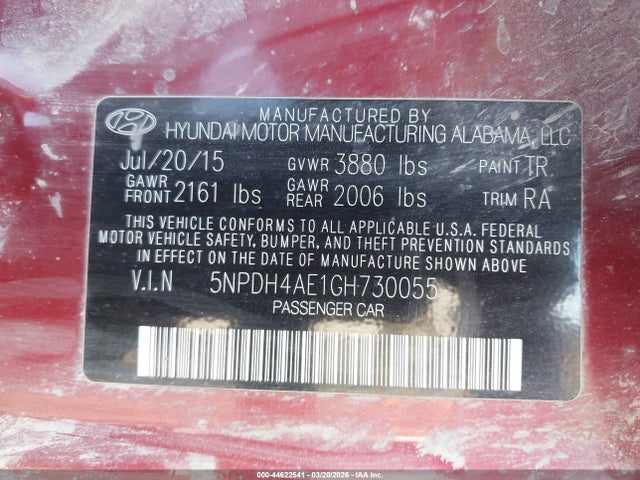 MANUFACTURED BY
HYUNDAI MOTOR MANUFACTURING ALABAMA, LLC
Jul/20/15 GVWR 3880 lbs PAINT TR
GAWR FRONT 2161 lbs GAWR REAR 2006 lbs TRIM RA
THIS VEHICLE CONFORMS TO ALL APPLICABLE U.S.A. FEDERAL
MOTOR VEHICLE SAFETY, BUMPER, AND THEFT PREVENTION STANDARDS
IN EFFECT ON THE DATE OF MANUFACTURE SHOWN ABOVE.
V.I.N 5NPDH4AE1GH730055
PASSENGER CAR
000-44622541 - 03/20/2026 - IAA Inc.